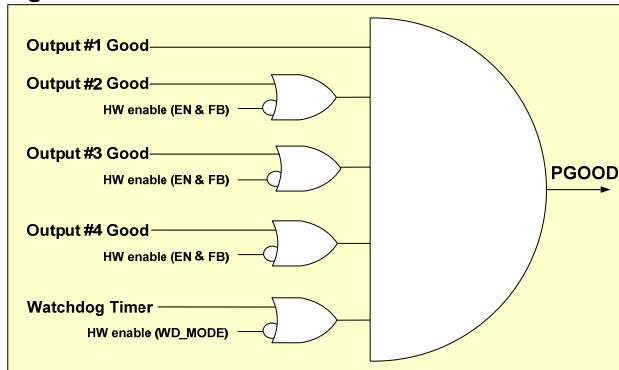 Output #1 Good
Output #2 Good
HW enable (EN & FB)
Output #3 Good
HW enable (EN & FB)
PGOOD
Output #4 Good
HW enable (EN & FB)
Watchdog Timer
HW enable (WD_MODE)